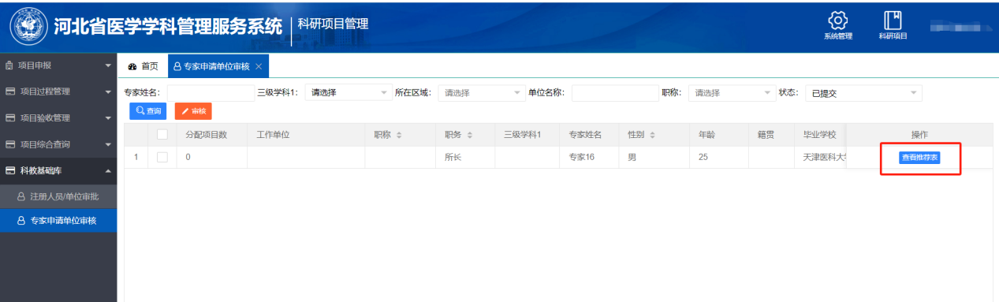 河北省医学学科管理服务系统 科研项目管理
系统管理 科研项目
项目申报
项目过程管理
项目验收管理
项目综合查询
科教基础库
注册人员/单位审批
专家申请单位审核
首页 专家申请单位审核
专家姓名: 三级学科1: 请选择 所在区域: 请选择 单位名称: 职称: 请选择 状态: 已提交
查询 审核
分配项目数 工作单位 职称 职务 三级学科1 专家姓名 性别 年龄 籍贯 毕业学校 操作
1 0 所长 专家16 男 25 天津医科大 查看推荐表